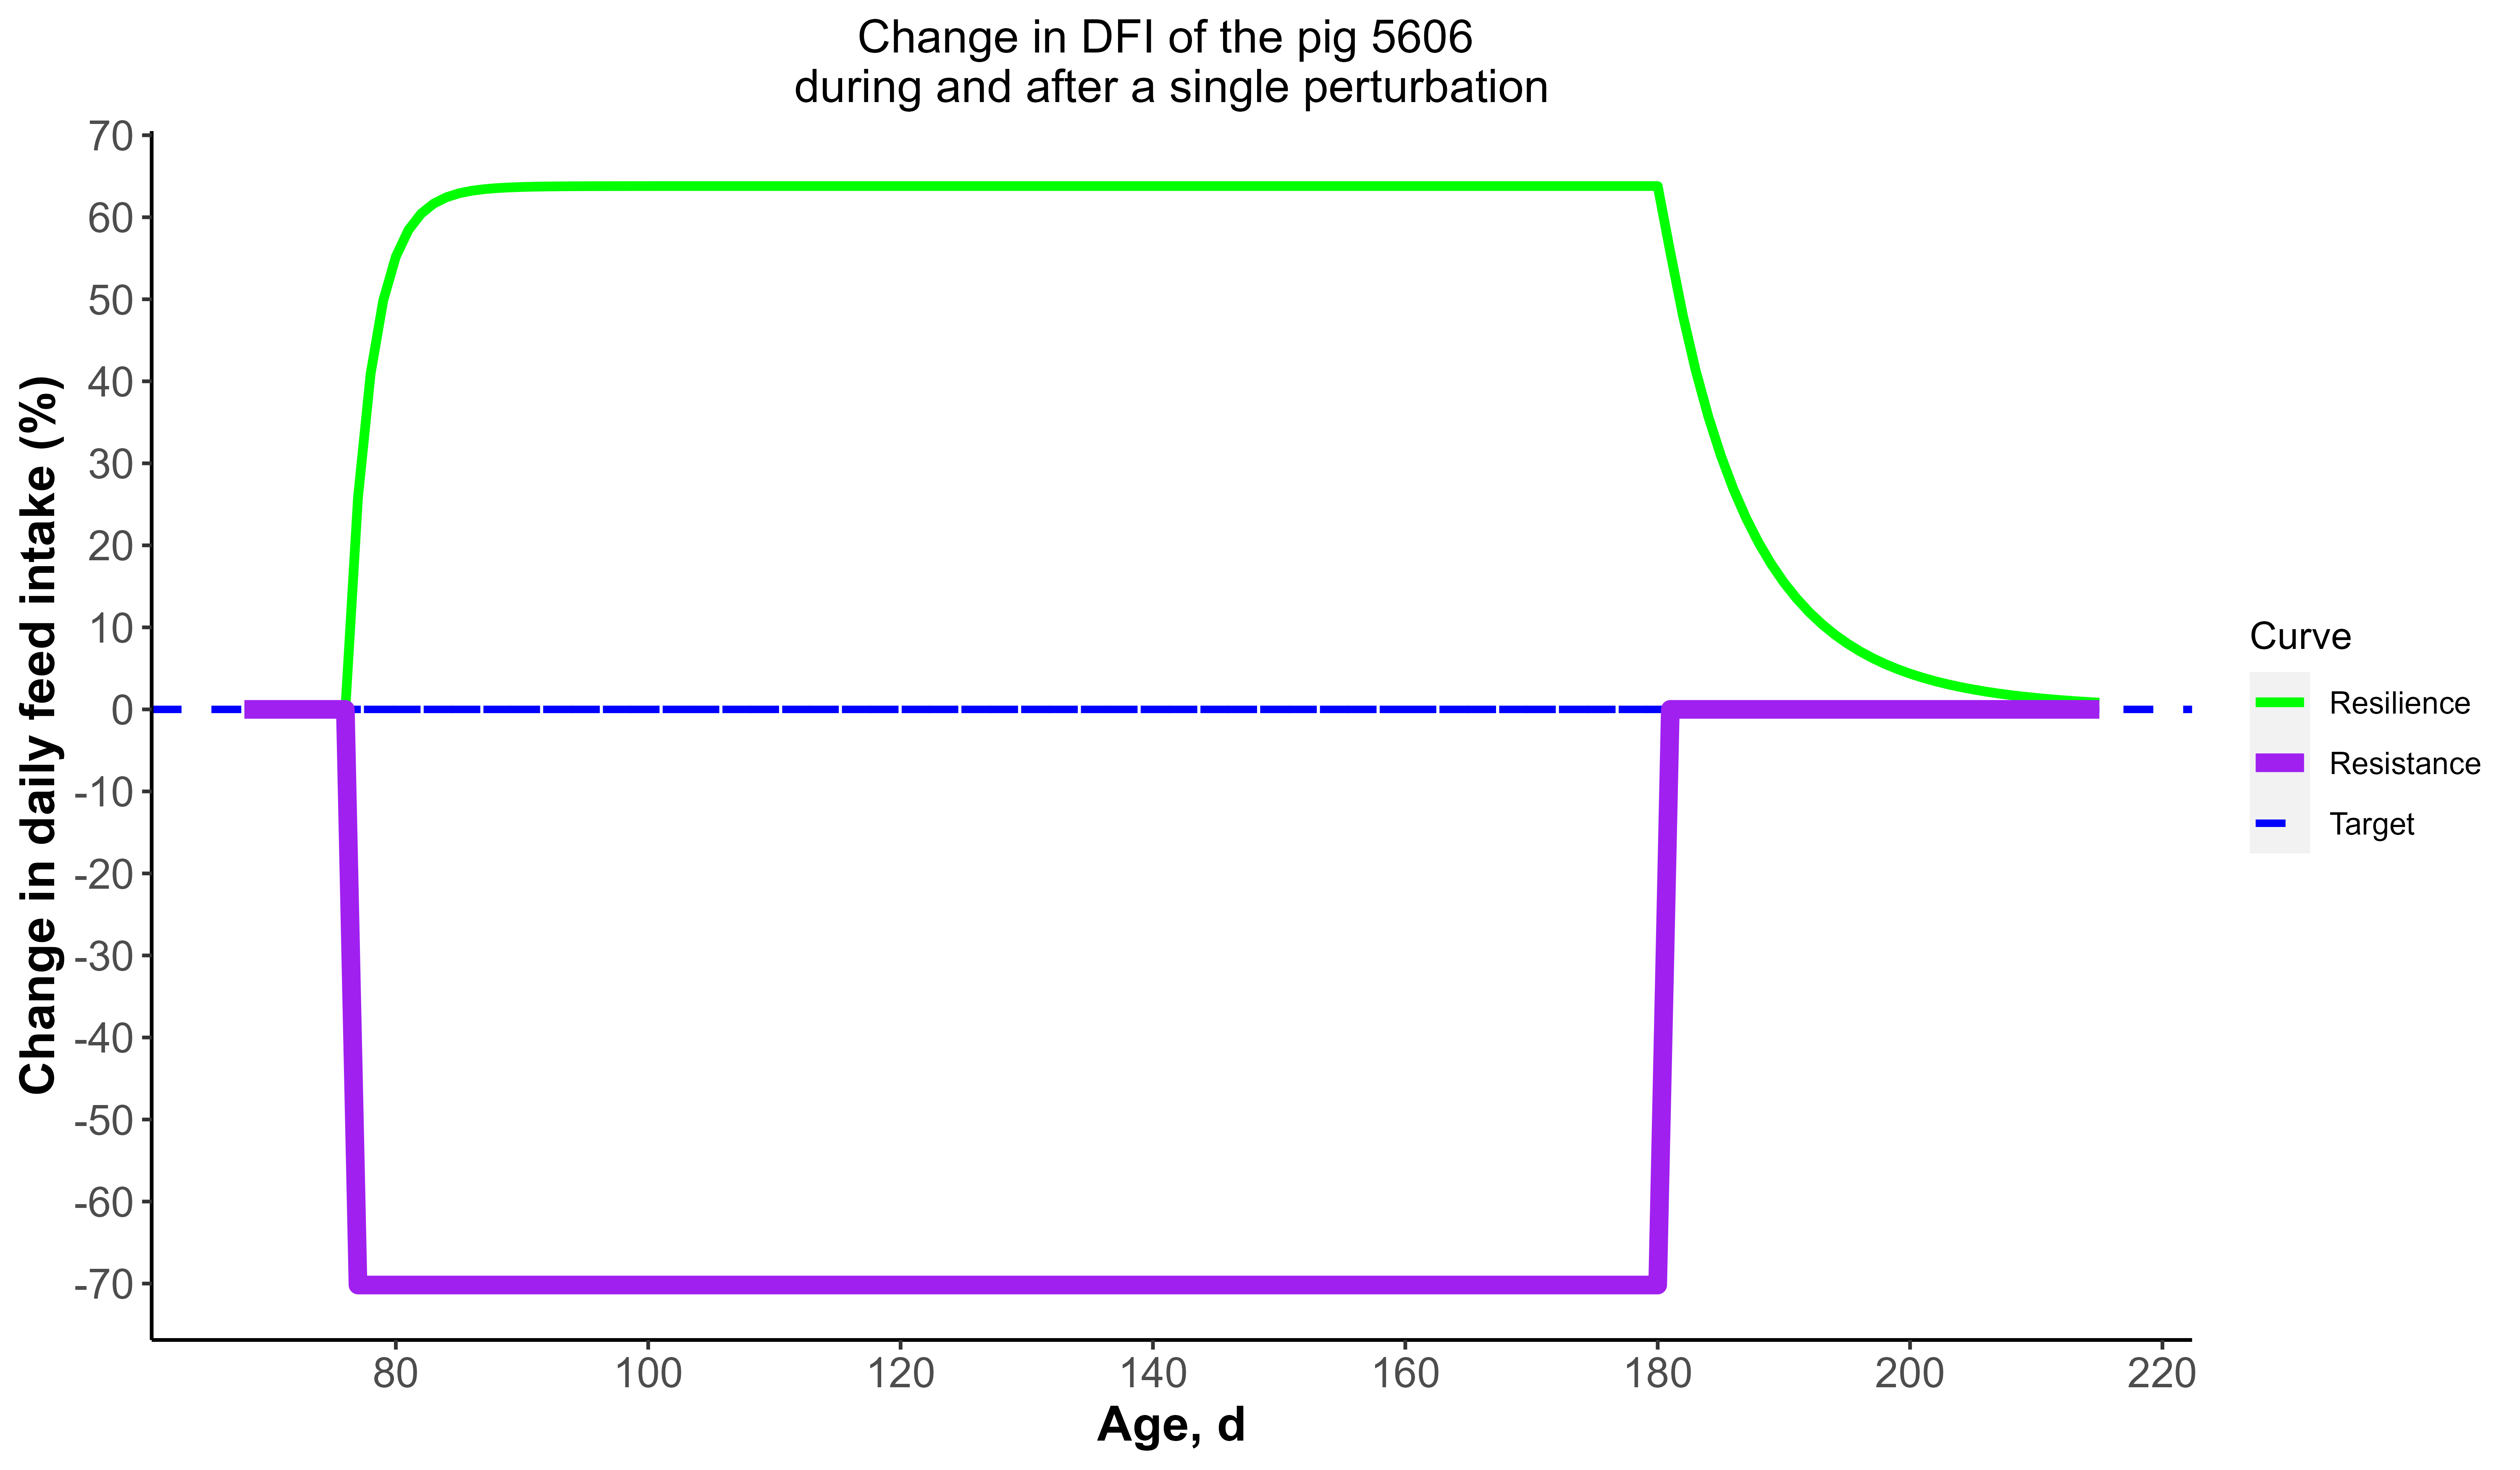 Change in DFI of the pig 5606
during and after a single perturbation
Change in daily feed intake (%)
70
60
50
40
30
20
10
0
-10
-20
-30
-40
-50
-60
-70
80 100 120 140 160 180 200 220
Age, d
Curve
Resilience
Resistance
Target